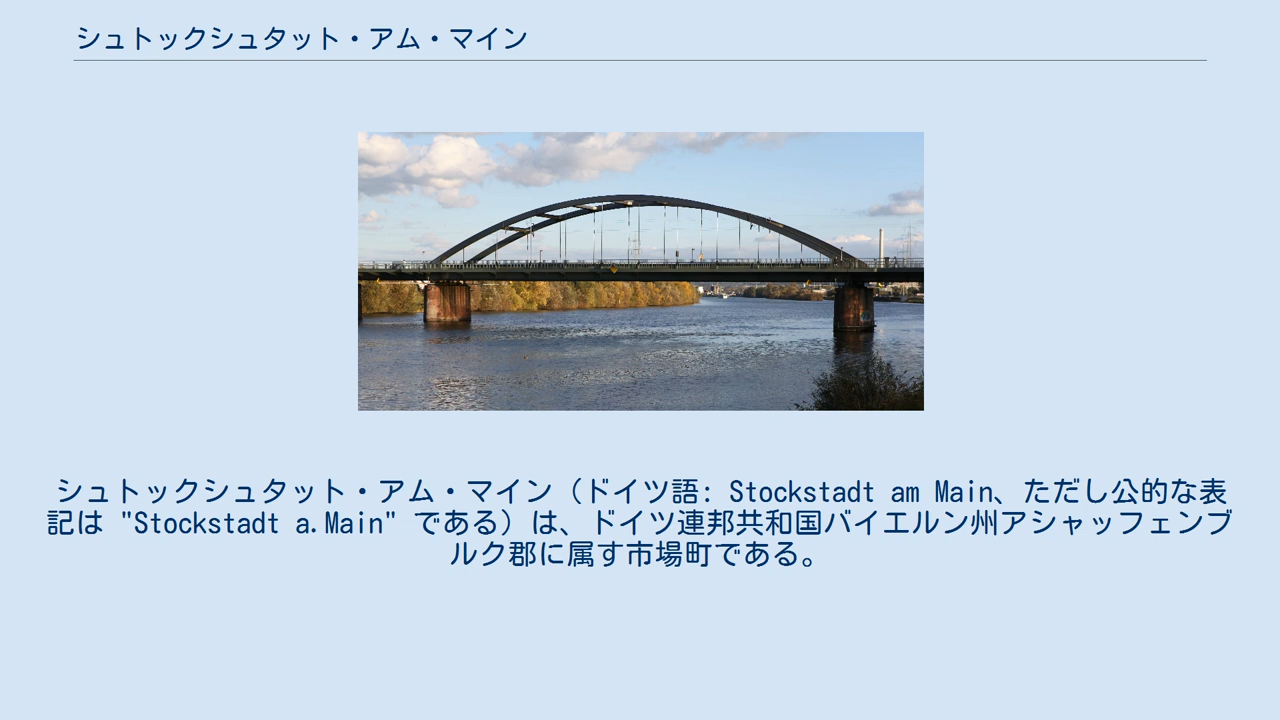 シュトックシュタット・アム・マイン
シュトックシュタット・アム・マイン（ドイツ語: Stockstadt am Main、ただし公的な表
記は "Stockstadt a.Main" である）は、ドイツ連邦共和国バイエルン州アシャッフェンブ
ルク郡に属す市場町である。